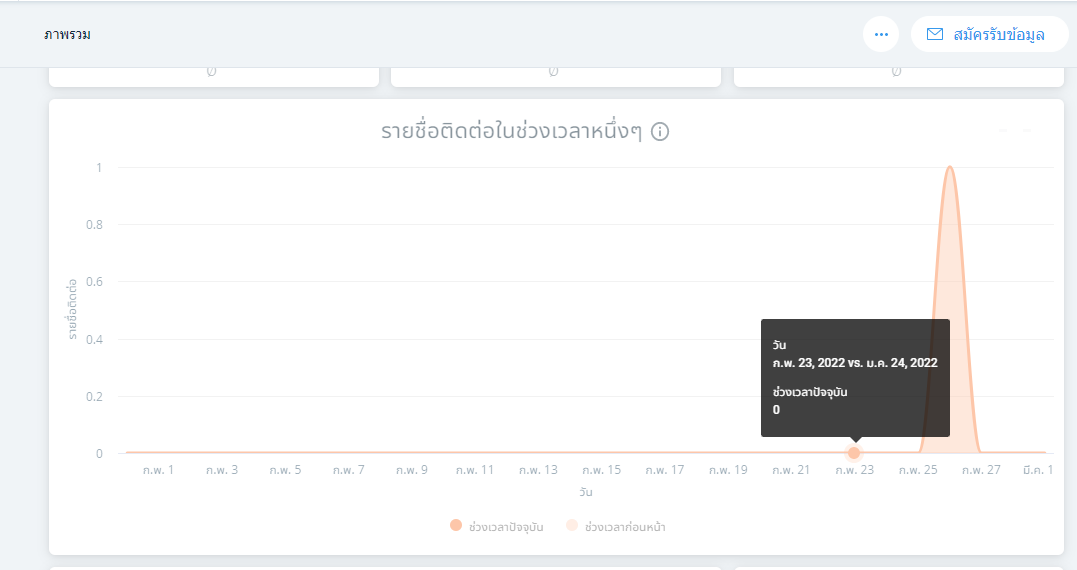 ภาพรวม
สมัครรับข้อมูล
รายชื่อติดต่อในช่วงเวลาหนึ่งๆ
1
0.8
0.6
0.4
0.2
0
รายชื่อติดต่อ
วัน
ก.พ. 23, 2022 vs. ม.ค. 24, 2022
ช่วงเวลาปัจจุบัน
0
ก.พ. 1 ก.พ. 3 ก.พ. 5 ก.พ. 7 ก.พ. 9 ก.พ. 11 ก.พ. 13 ก.พ. 15 ก.พ. 17 ก.พ. 19 ก.พ. 21 ก.พ. 23 ก.พ. 25 ก.พ. 27 มี.ค. 1
วัน
ช่วงเวลาปัจจุบัน ช่วงเวลาก่อนหน้า